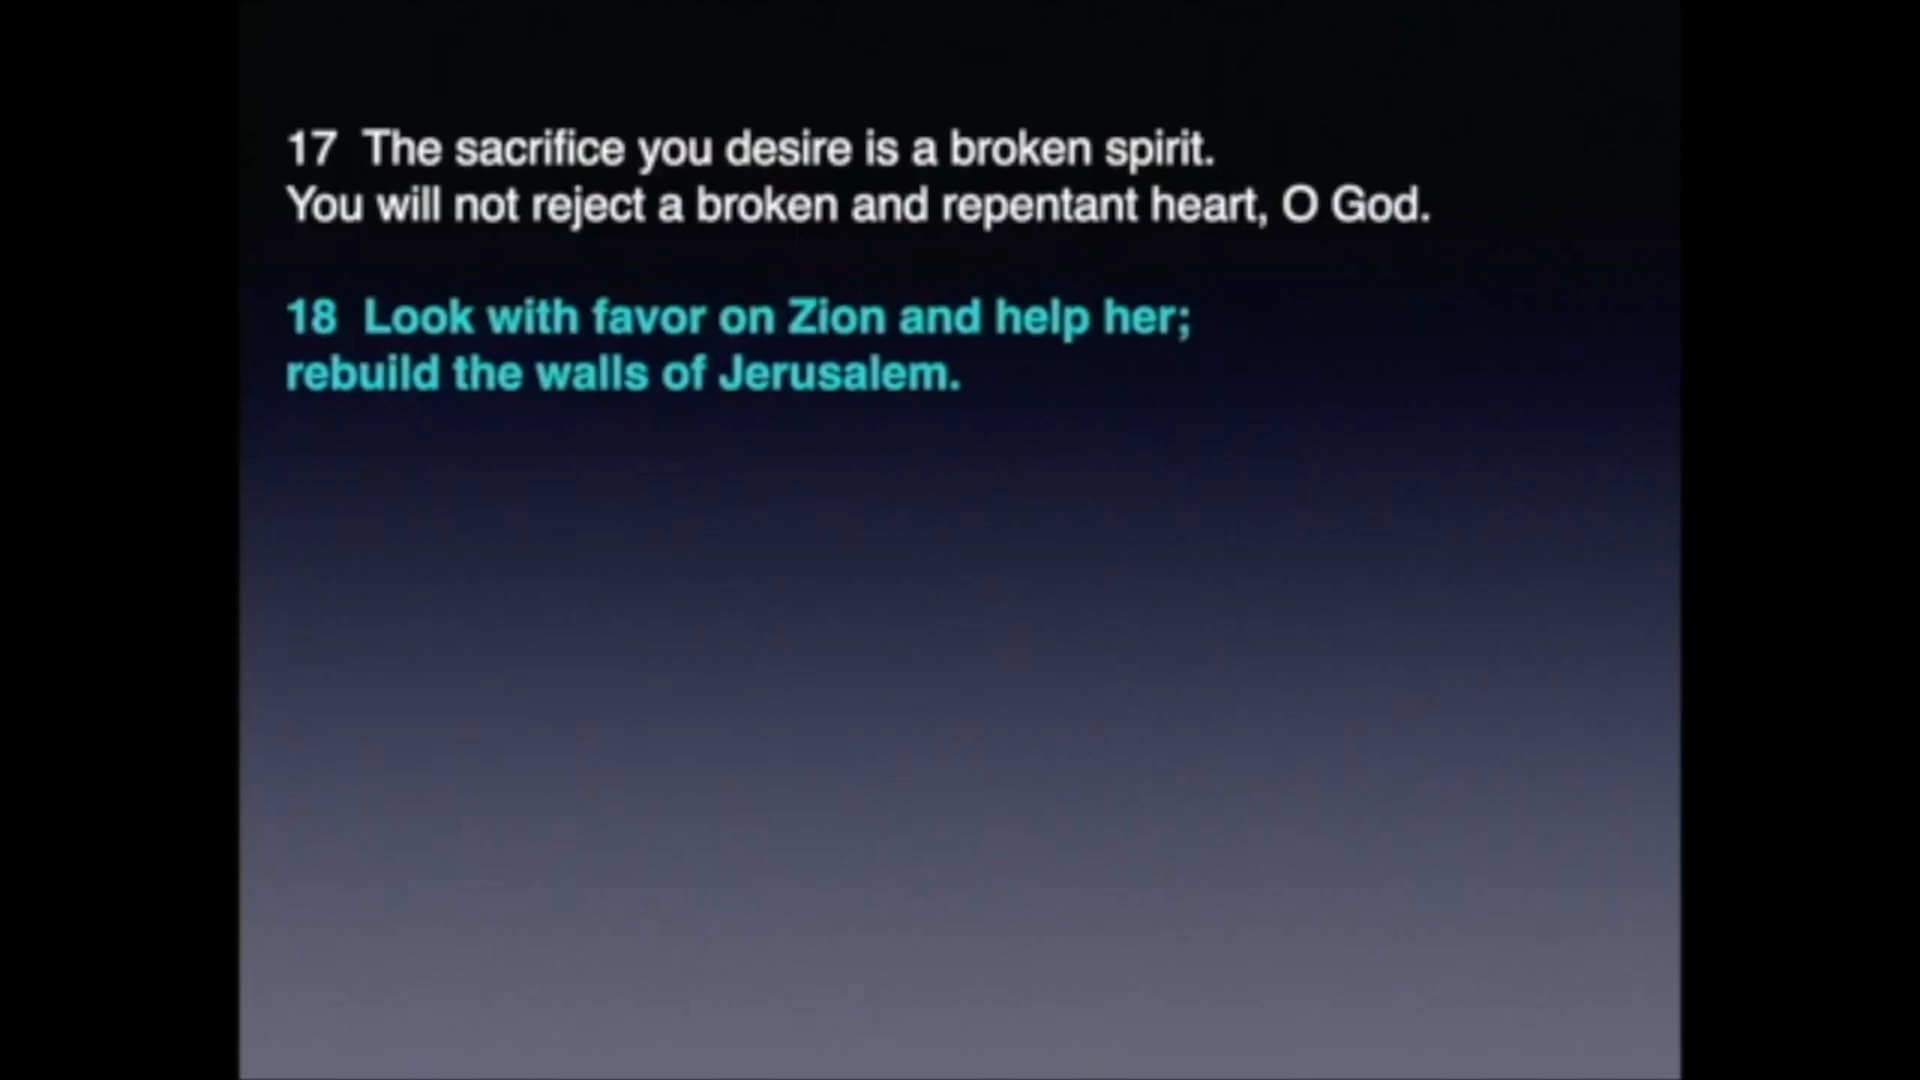 17 The sacrifice you desire is a broken spirit.
You will not reject a broken and repentant heart, O God.
18 Look with favor on Zion and help her;
rebuild the walls of Jerusalem.